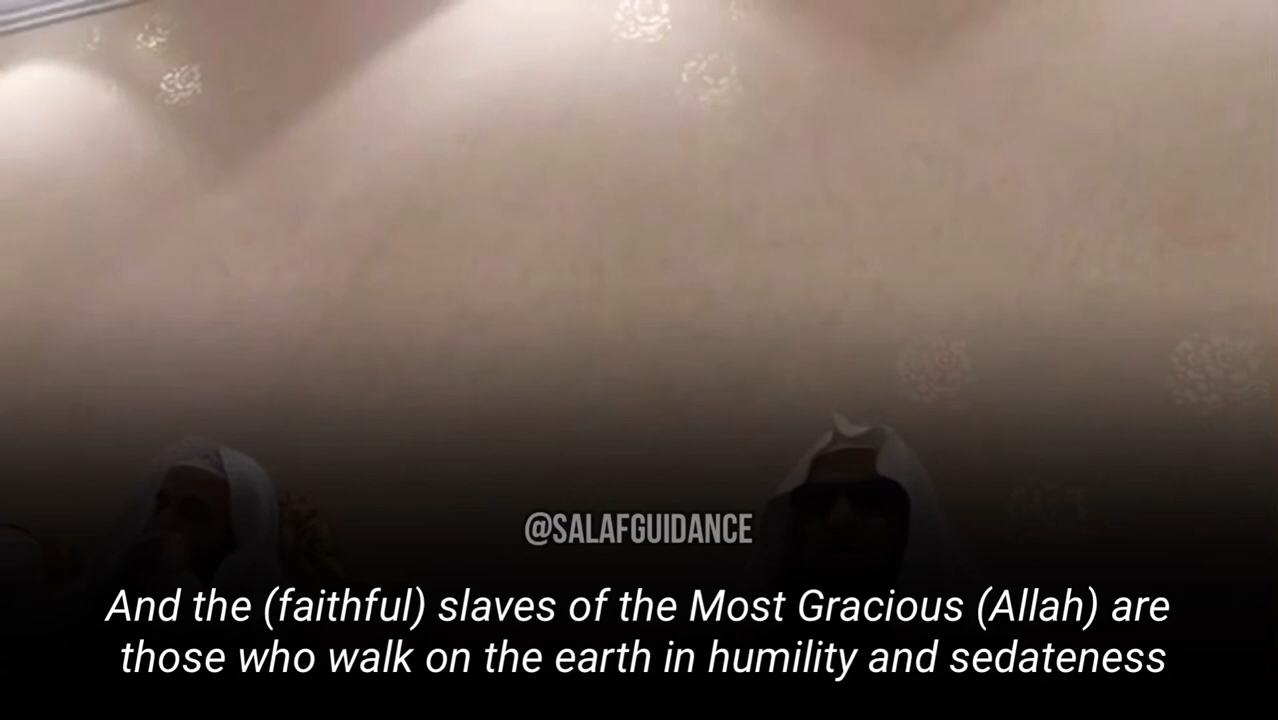 @SALAFGUIDANCE
And the (faithful) slaves of the Most Gracious (Allah) are
those who walk on the earth in humility and sedateness